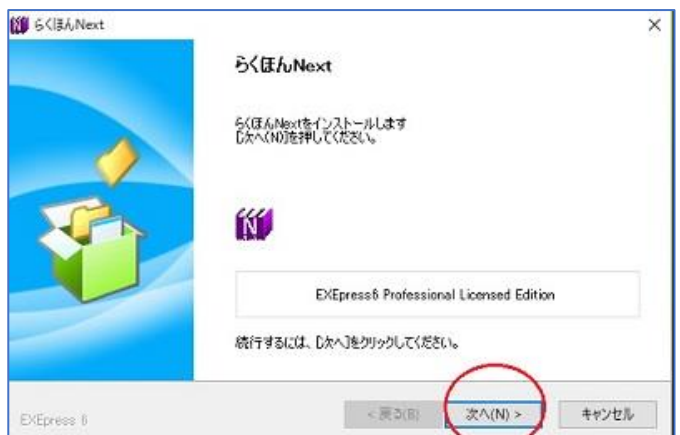 らくほんNext
らくほんNext
らくほんNextをインストールします
[次へ(N)]を押してください。
N
EXEpress6 Professional Licensed Edition
続行するには、[次へ]をクリックしてください。
EXEpress 6
< 戻る(B)
次へ(N) >
キャンセル